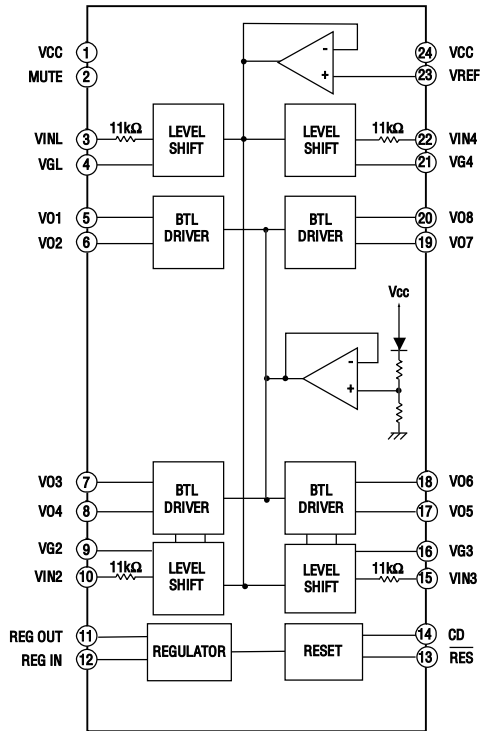 VCC 1
MUTE 2
VINL 3 11kΩ
VGL 4
LEVEL
SHIFT
-
+
24 VCC
23 VREF
LEVEL
SHIFT
11kΩ 22 VIN4
21 VG4
VO1 5
VO2 6
BTL
DRIVER
BTL
DRIVER
20 VO8
19 VO7
Vcc
-
+
VO3 7
VO4 8
BTL
DRIVER
BTL
DRIVER
18 VO6
17 VO5
VG2 9
VIN2 10 11kΩ
LEVEL
SHIFT
LEVEL
SHIFT
16 VG3
11kΩ 15 VIN3
REG OUT 11
REG IN 12
REGULATOR
RESET
14 CD
13 R̅E̅S̅